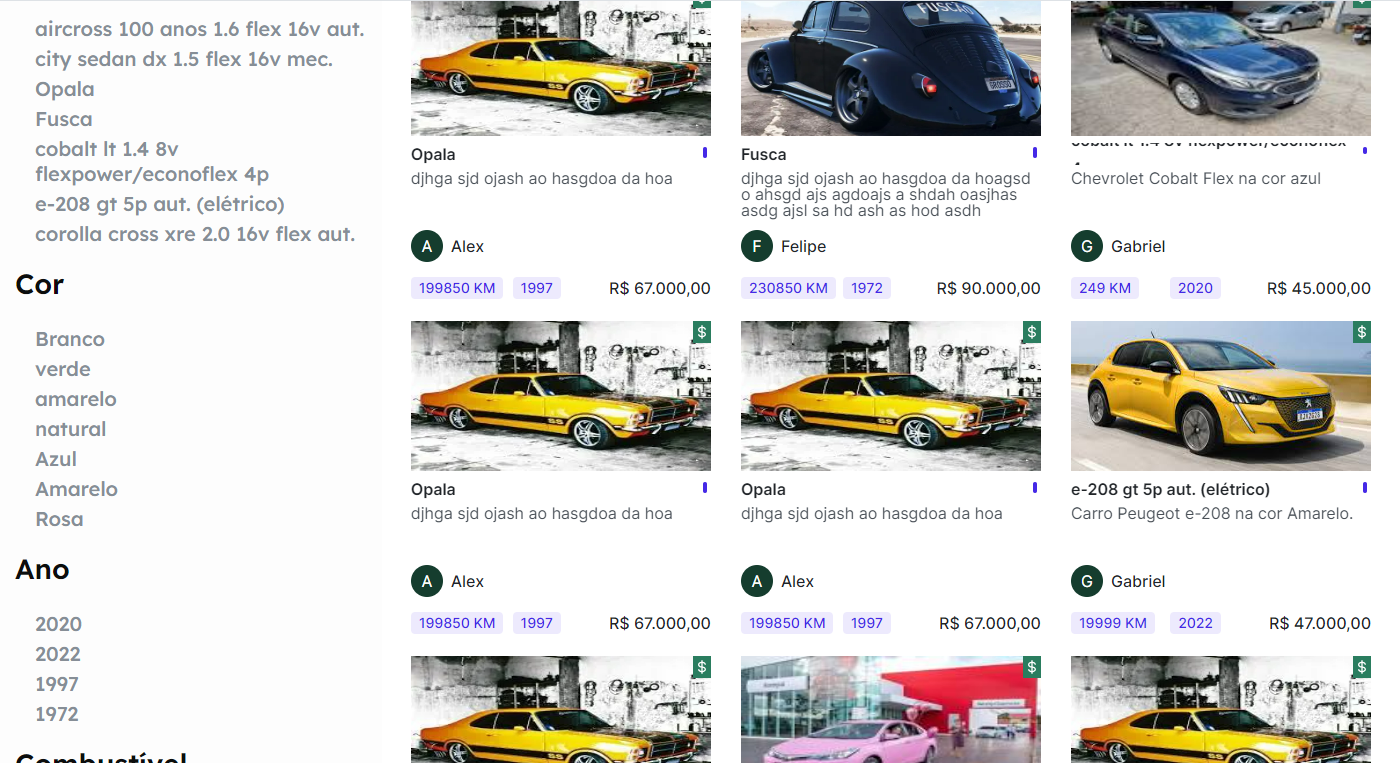 aircross 100 anos 1.6 flex 16v aut.
city sedan dx 1.5 flex 16v mec.
Opala
Fusca
cobalt lt 1.4 8v
flexpower/econoflex 4p
e-208 gt 5p aut. (elétrico)
corolla cross xre 2.0 16v flex aut.
Cor
Branco
verde
amarelo
natural
Azul
Amarelo
Rosa
Ano
2020
2022
1997
1972
Combustível
SS
Opala
djhga sjd ojash ao hasgdoa da hoa
A Alex
199850 KM 1997 R$ 67.000,00
FUSCÃO
Fusca
djhga sjd ojash ao hasgdoa da hoagsd
o ahsgd ajs agdoajs a shdah oasjhas
asdg ajsl sa hd ash as hod asdh
F Felipe
230850 KM 1972 R$ 90.000,00
cobalt lt 1.4 8v flexpower/econoflex
Chevrolet Cobalt Flex na cor azul
G Gabriel
249 KM 2020 R$ 45.000,00
$
SS
Opala
djhga sjd ojash ao hasgdoa da hoa
A Alex
199850 KM 1997 R$ 67.000,00
$
SS
Opala
djhga sjd ojash ao hasgdoa da hoa
A Alex
199850 KM 1997 R$ 67.000,00
$
e-208 gt 5p aut. (elétrico)
Carro Peugeot e-208 na cor Amarelo.
G Gabriel
19999 KM 2022 R$ 47.000,00
$
$
$